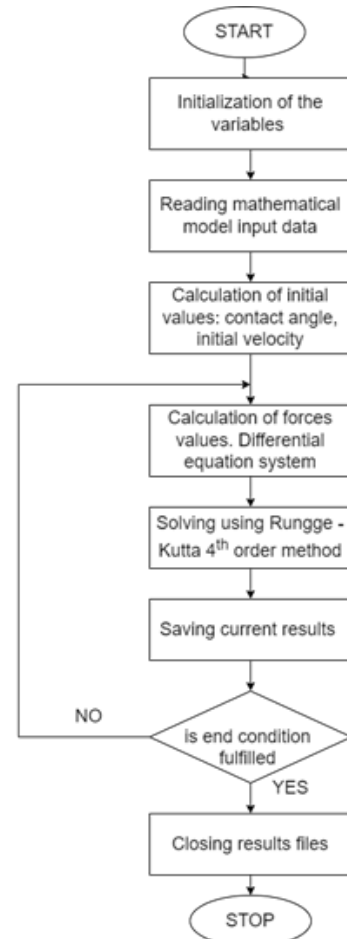 START
Initialization of the
variables
Reading mathematical
model input data
Calculation of initial
values: contact angle,
initial velocity
Calculation of forces
values. Differential
equation system
Solving using Rungge -
Kutta 4th order method
Saving current results
is end condition
fulfilled
NO
YES
Closing results files
STOP